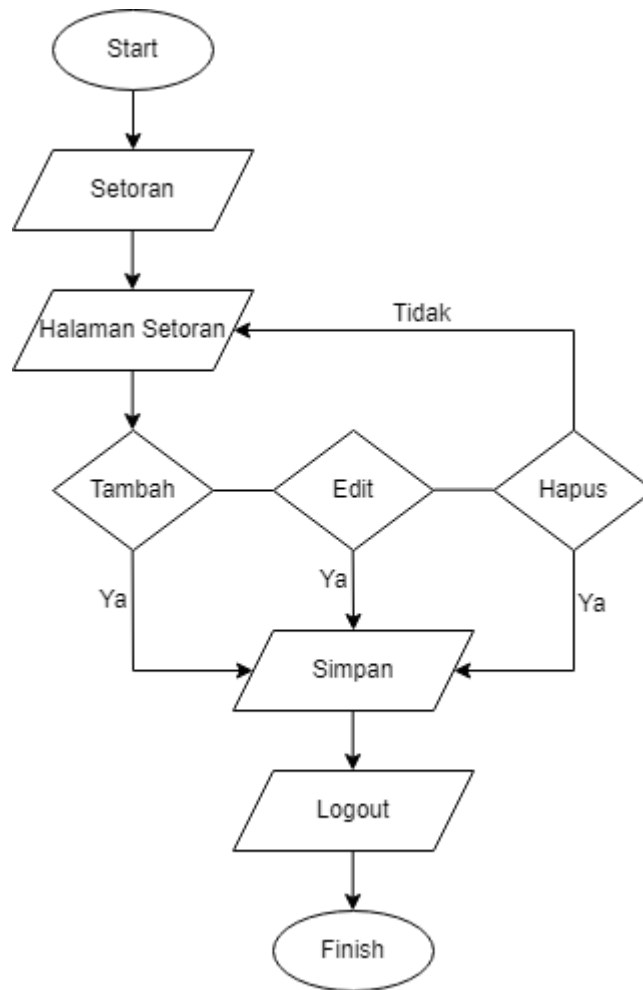 Start
Setoran
Halaman Setoran
Tidak
Tambah
Edit
Hapus
Ya
Ya
Ya
Simpan
Logout
Finish